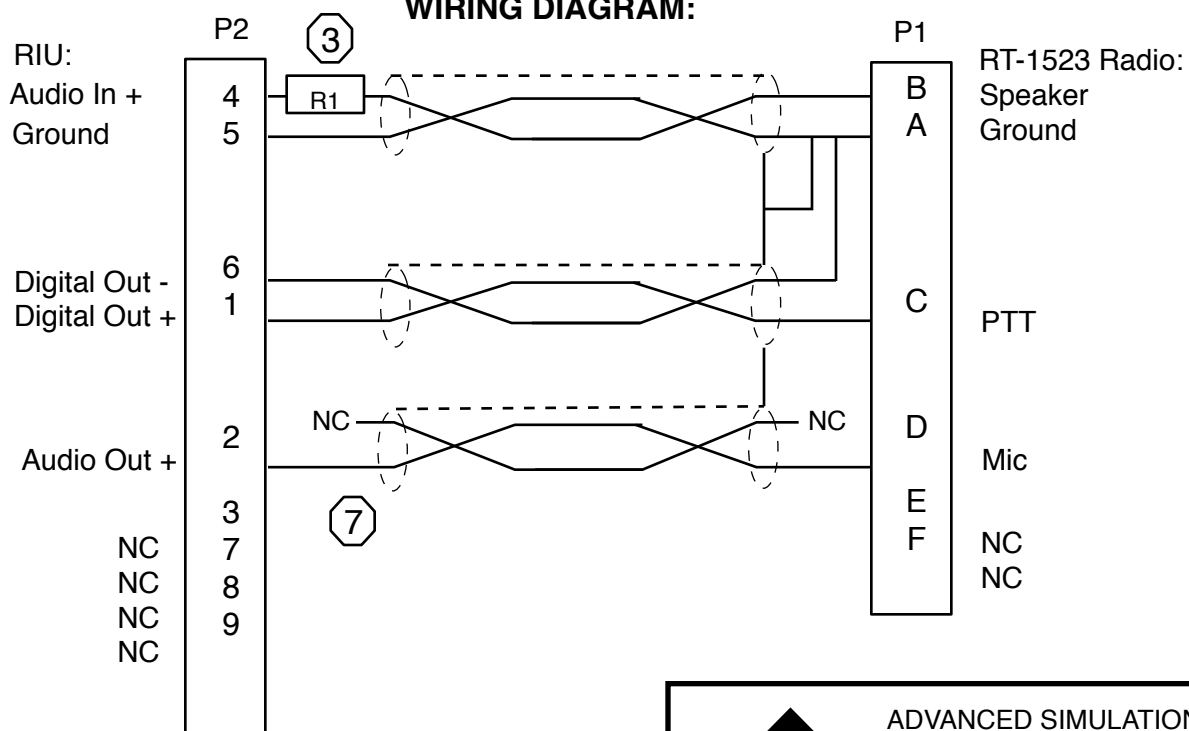 WIRING DIAGRAM:
P2
3
P1
RIU:
RT-1523 Radio:
Audio In +
4
R1
B
Speaker
Ground
5
A
Ground
Digital Out -
6
Digital Out +
1
C
PTT
NC
NC
2
D
Audio Out +
Mic
3
7
E
NC
7
F
NC
NC
8
NC
NC
9
NC
ADVANCED SIMULATION